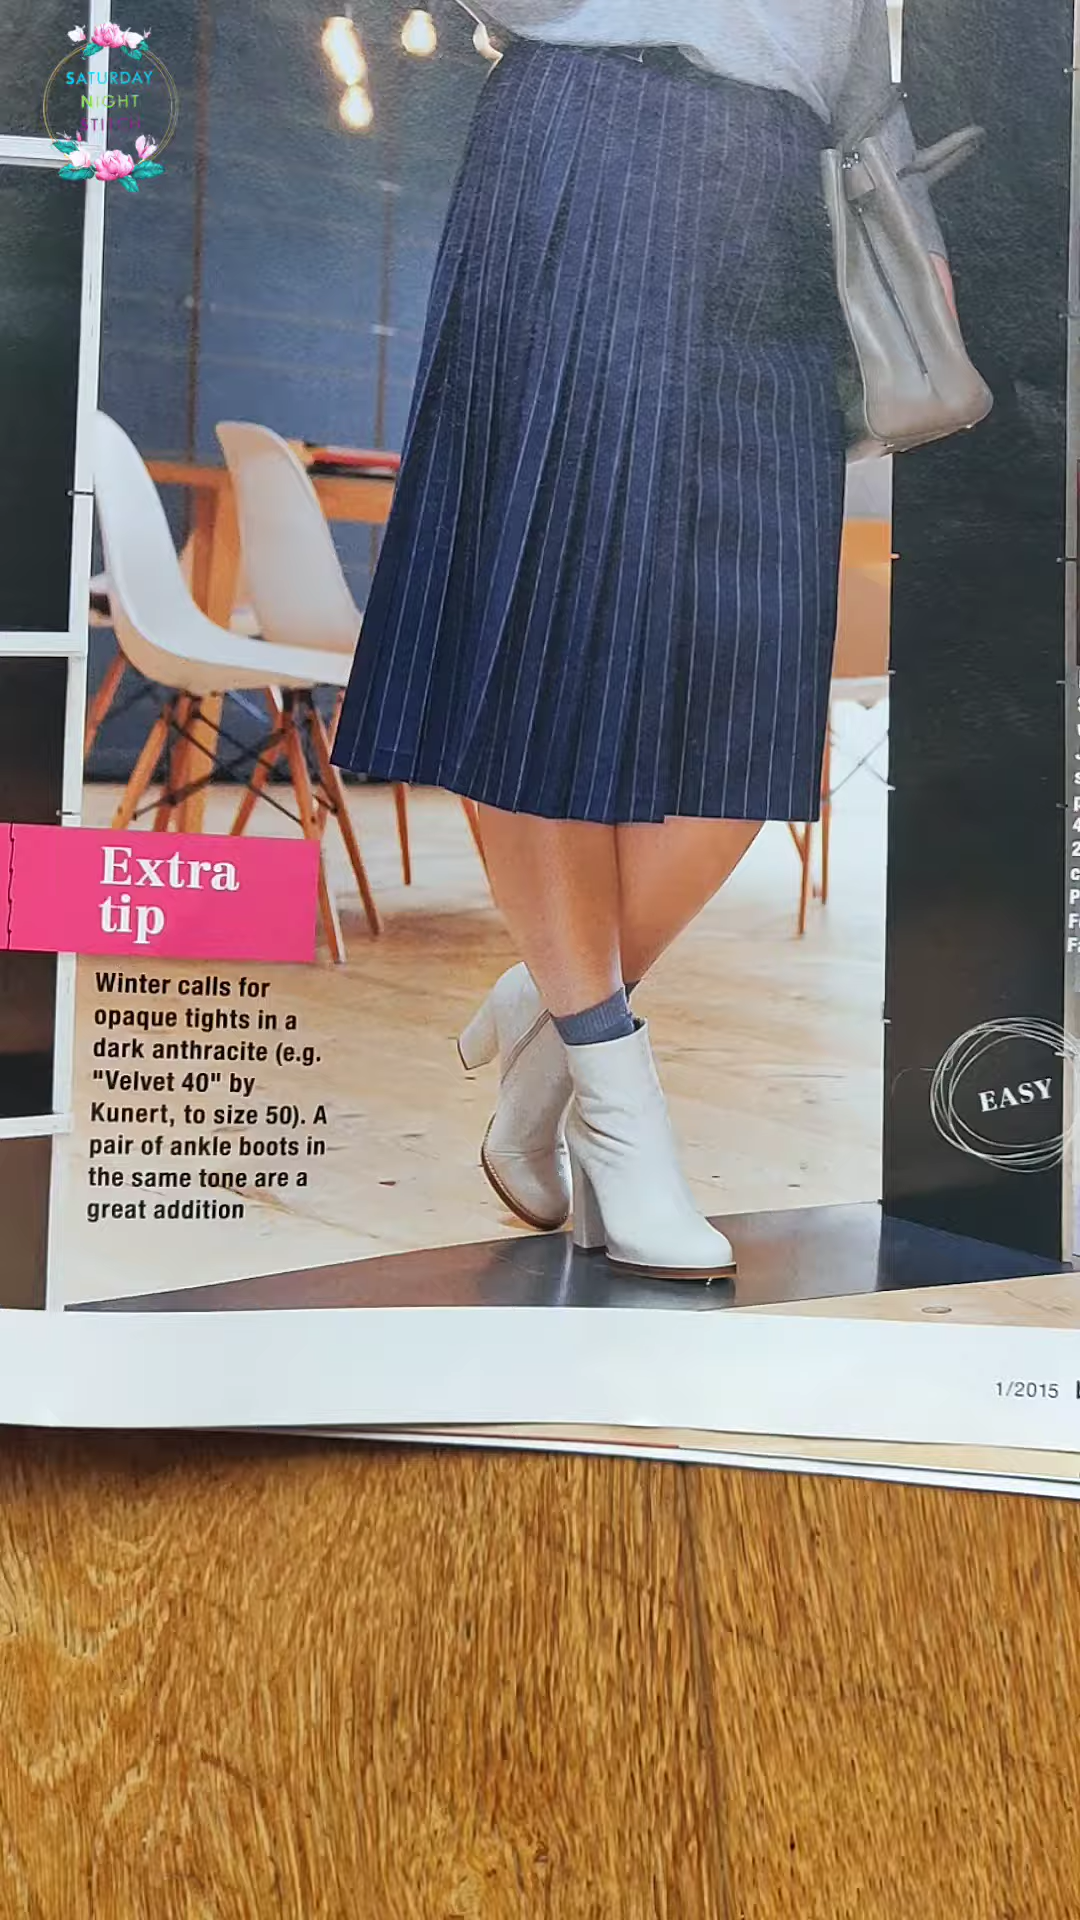 SATURDAY
NIGHT
STITCH
Extra
tip
Winter calls for
opaque tights in a
dark anthracite (e.g.
"Velvet 40" by
Kunert, to size 50). A
pair of ankle boots in
the same tone are a
great addition
EASY
1/2015